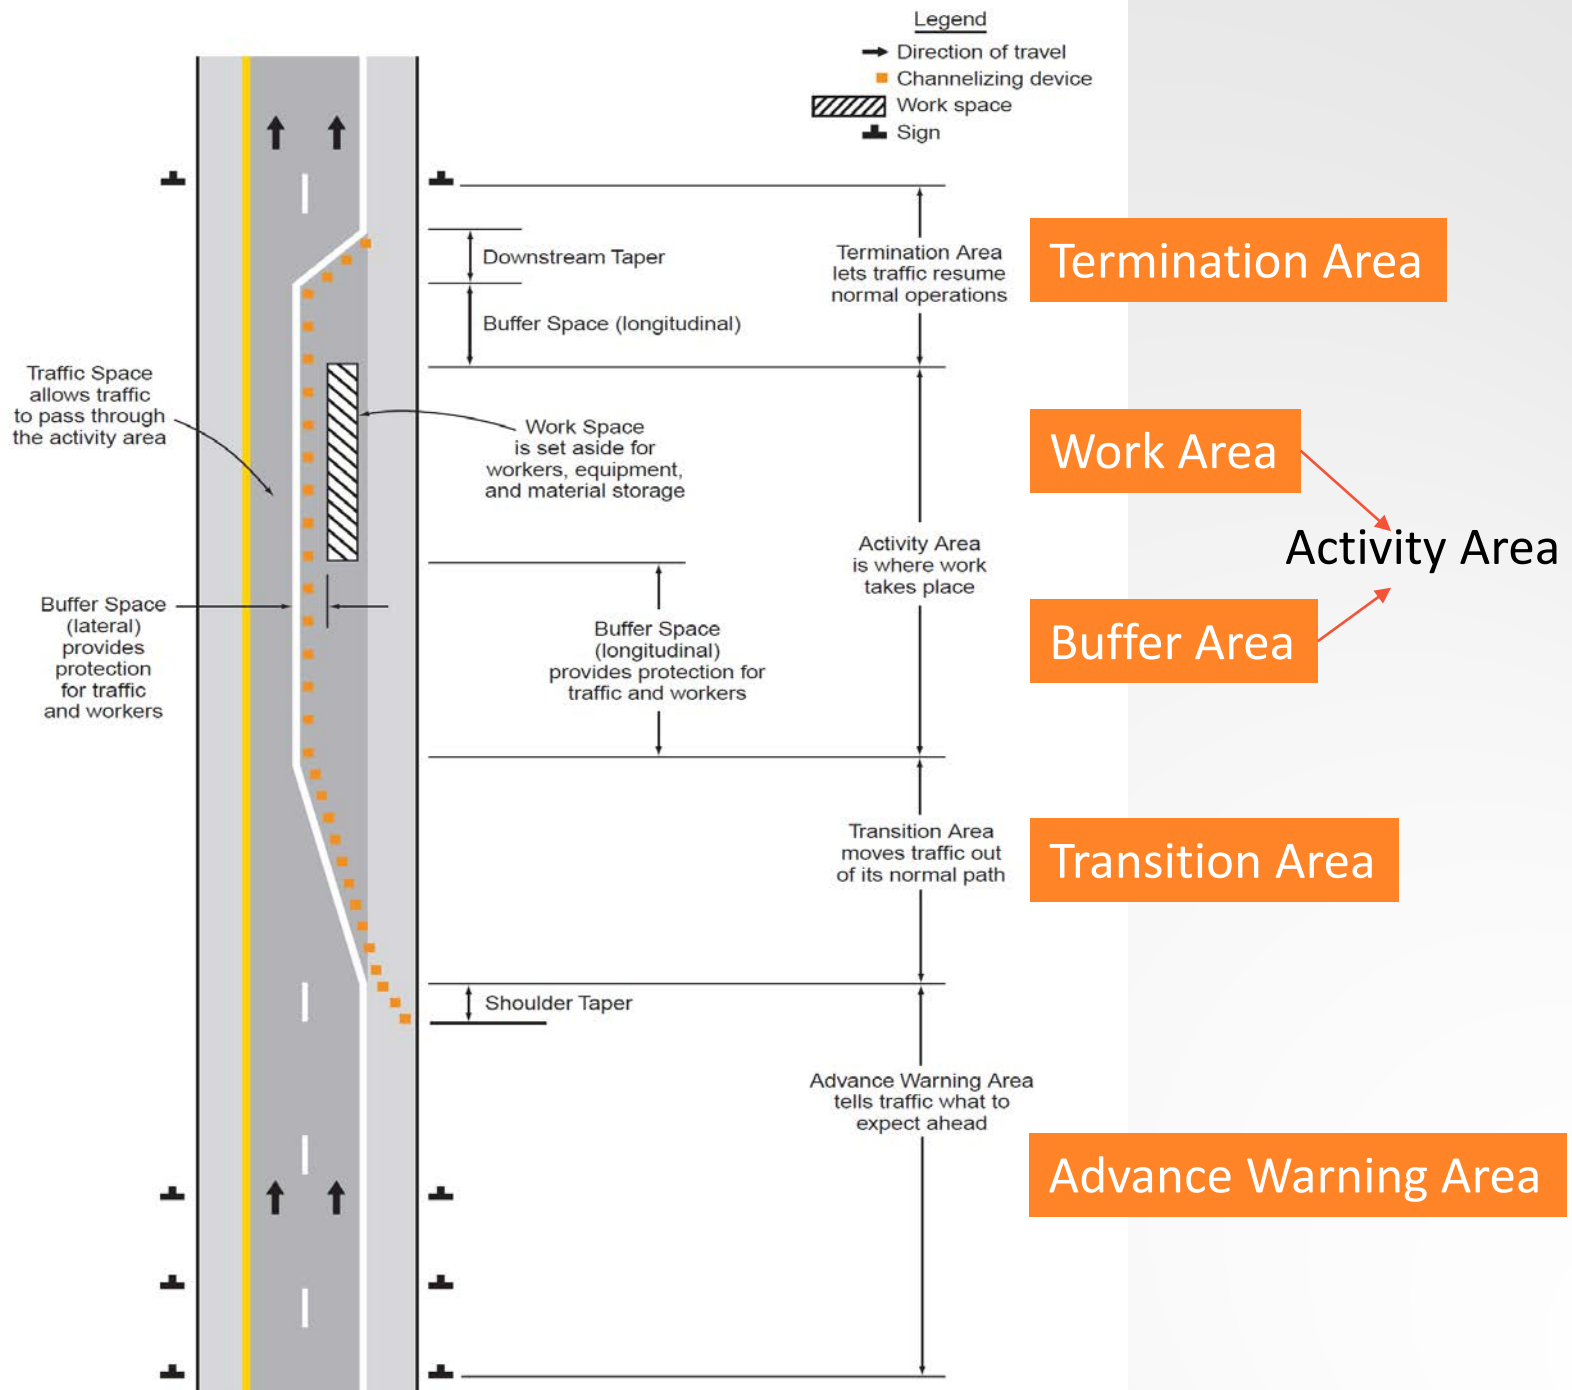 Legend
Direction of travel
Channelizing device
Work space
Sign
Downstream Taper
Buffer Space (longitudinal)
Termination Area
lets traffic resume
normal operations
Termination Area
Traffic Space
allows traffic
to pass through
the activity area
Work Space
is set aside for
workers, equipment,
and material storage
Work Area
Activity Area
is where work
takes place
Activity Area
Buffer Space
(lateral)
provides
protection
for traffic
and workers
Buffer Space
(longitudinal)
provides protection for
traffic and workers
Buffer Area
Transition Area
moves traffic out
of its normal path
Transition Area
Shoulder Taper
Advance Warning Area
tells traffic what to
expect ahead
Advance Warning Area